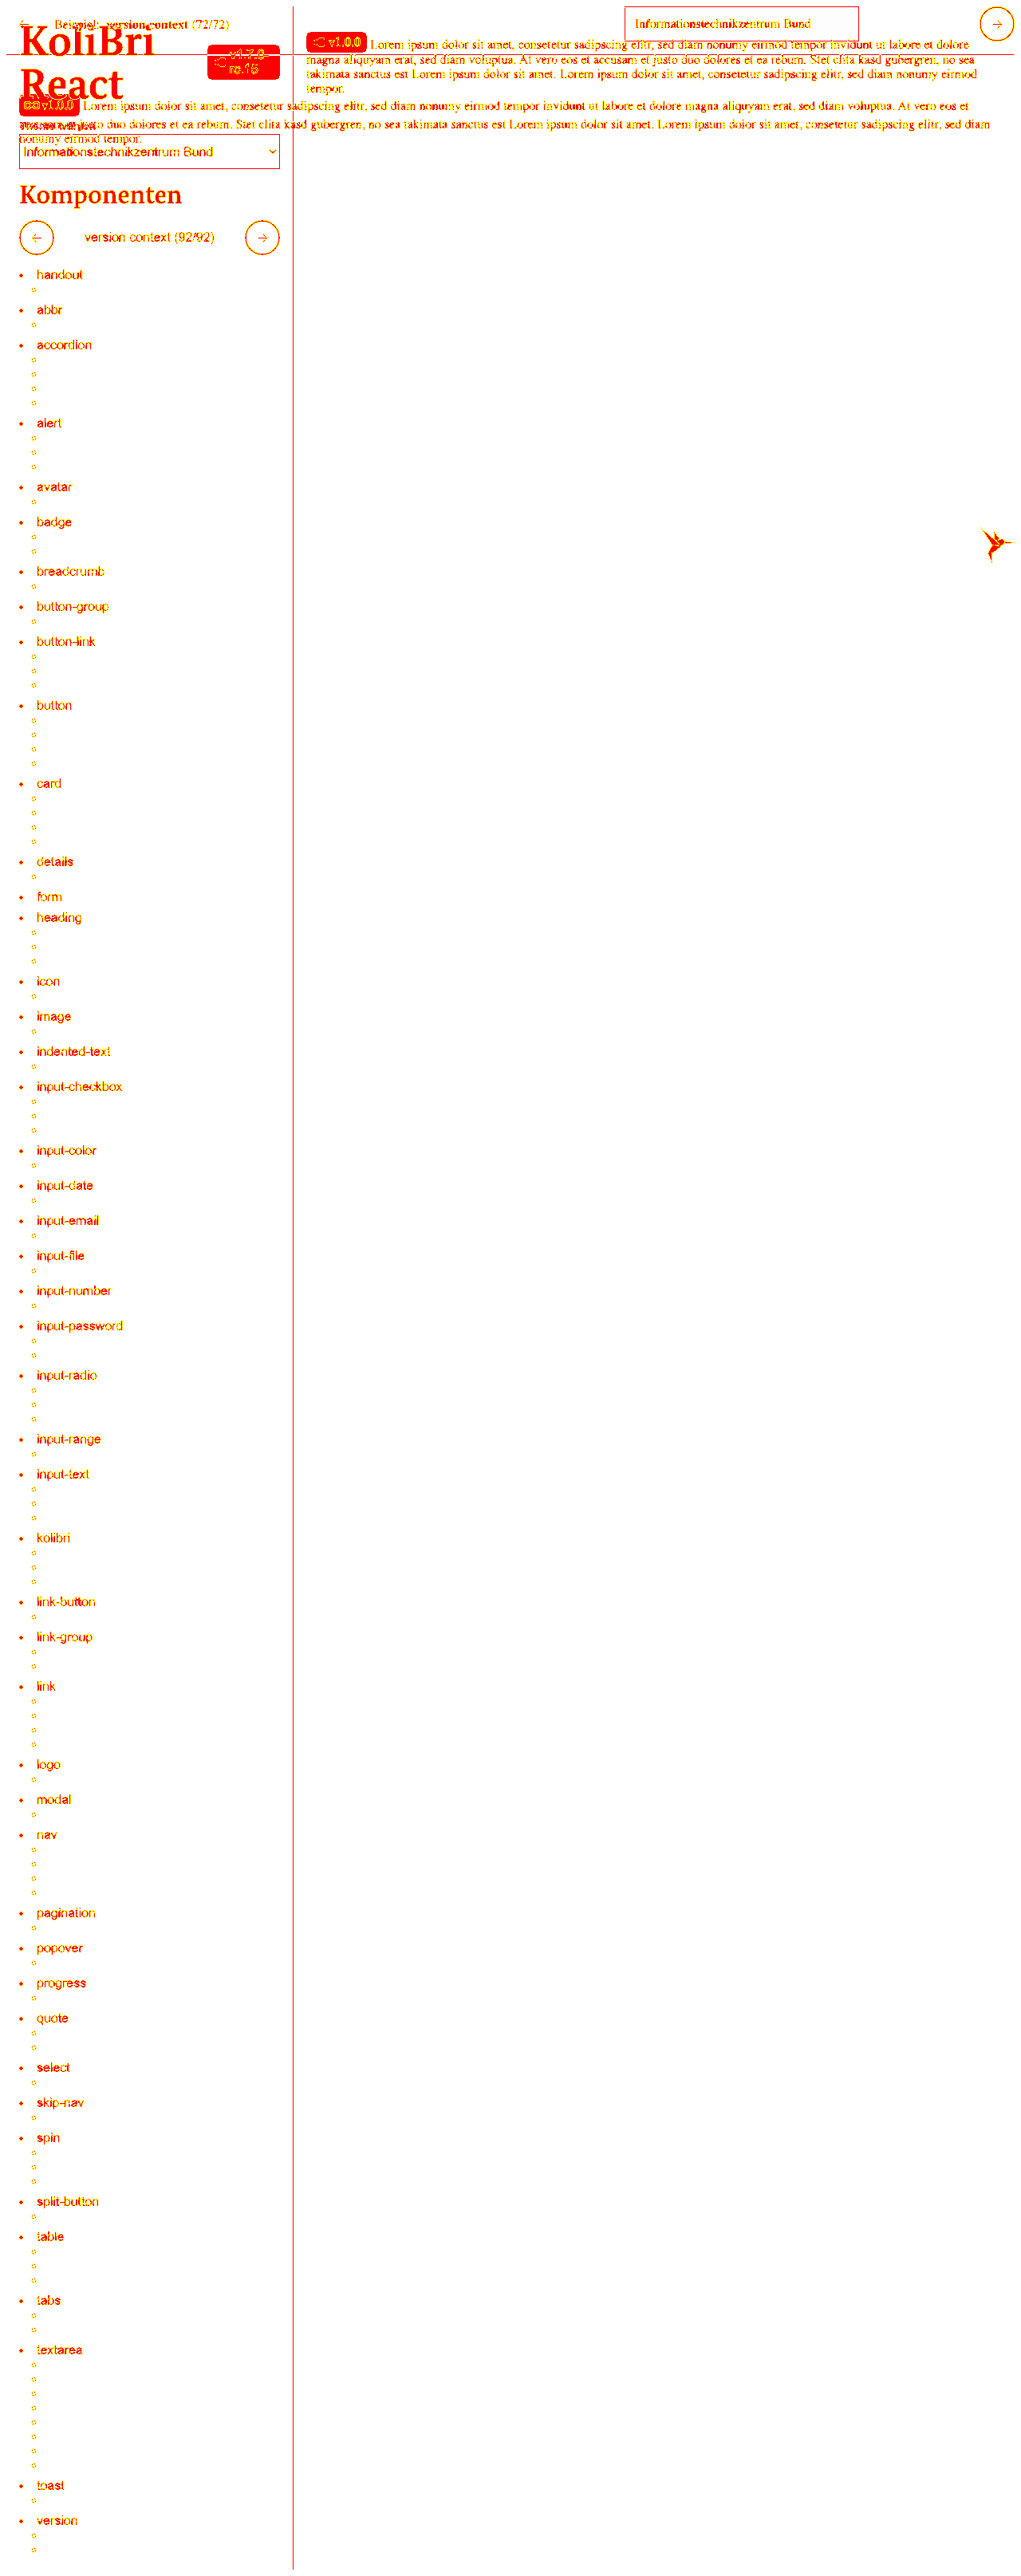 Beispiel: version context (72/72)
Informationstechnikzentrum Bund
KoliBri
React
v1.7.0-
rc.15
v1.0.0 Lorem ipsum dolor sit amet, consetetur sadipscing elitr, sed diam nonumy eirmod tempor invidunt ut labore et dolore
magna aliquyam erat, sed diam voluptua. At vero eos et accusam et justo duo dolores et ea rebum. Stet clita kasd gubergren, no sea
takimata sanctus est Lorem ipsum dolor sit amet. Lorem ipsum dolor sit amet, consetetur sadipscing elitr, sed diam nonumy eirmod
tempor.
v1.0.0 Lorem ipsum dolor sit amet, consetetur sadipscing elitr, sed diam nonumy eirmod tempor invidunt ut labore et dolore magna aliquyam erat, sed diam voluptua. At vero eos et
duo dolores et ea rebum. Stet clita kasd gubergren, no sea takimata sanctus est Lorem ipsum dolor sit amet. Lorem ipsum dolor sit amet, consetetur sadipscing elitr, sed diam
nonumy eirmod tempor.
Informationstechnikzentrum Bund
Komponenten
version context (92/92)
handout
abbr
accordion
alert
avatar
badge
breadcrumb
button-group
button-link
button
card
details
form
heading
icon
image
indented-text
input-checkbox
input-color
input-date
input-email
input-file
input-number
input-password
input-radio
input-range
input-text
kolibri
link-button
link-group
link
logo
modal
nav
pagination
popover
progress
quote
select
skip-nav
spin
split-button
table
tabs
textarea
toast
version